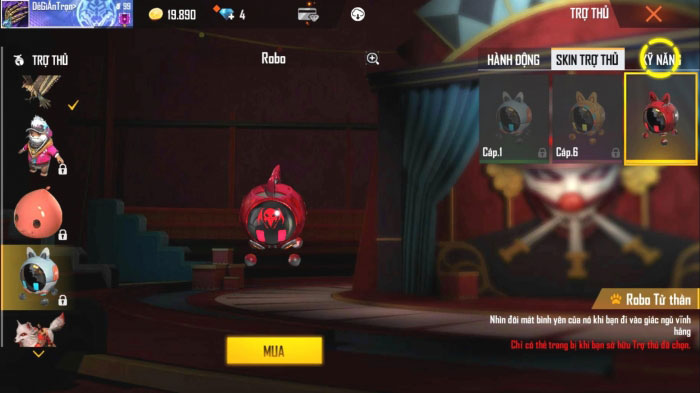 DéGiÀnTrọn>
# 99
19.890
4
TRỢ THỦ
TRỢ THỦ
Robo
HÀNH ĐỘNG
SKIN TRỢ THỦ
KỸ NĂNG
Cấp.1
Cấp.6
MUA
Robo Tử thần
Nhìn đôi mắt bình yên của nó khi bạn đi vào giấc ngủ vĩnh
hằng
Chỉ có thể trang bị khi bạn sở hữu Trợ thủ đã chọn.